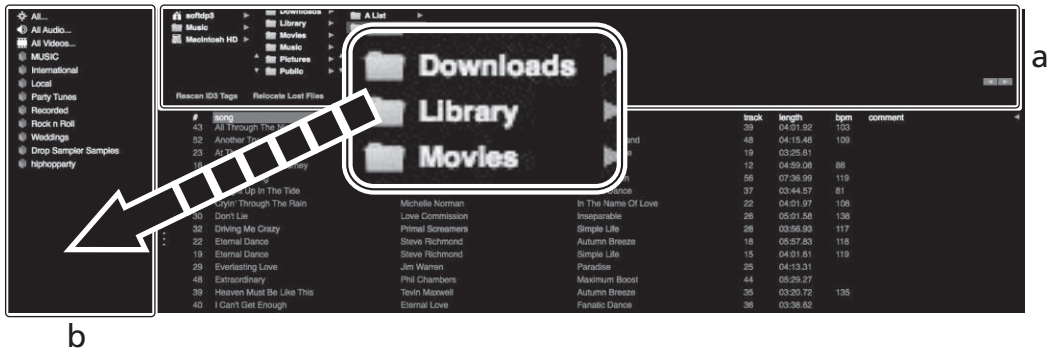 All...
All Audio...
All Videos...
MUSIC
International
Local
Party Tunes
Recorded
Rock n Roll
Weddings
Drop Sampler Samples
hiphopparty
softdp3
Music
Macintosh HD
Downloads
Library
Movies
Music
Pictures
Public
A List
Rescan ID3 Tags Relocate Lost Files
Downloads
Library
Movies
a
# song track length bpm comment
43 All Through The 39 04:01.92 103
52 Another 48 04:15.48 109
23 19 03:25.61
12 04:59.06 86
56 07:36.99 119
Up In The Tide 37 03:44.57 81
Cryin' Through The Rain Michelle Norman In The Name Of Love 22 04:01.97 108
30 Don't Lie Love Commission Inseparable 26 05:01.58 138
32 Driving Me Crazy Primal Screamers Simple Life 28 03:56.93 117
22 Eternal Dance Steve Richmond Autumn Breeze 18 05:57.83 118
19 Eternal Dance Steve Richmond Simple Life 15 04:01.61 119
29 Everlasting Love Jim Warren Paradise 25 04:13.31
48 Extraordinary Phil Chambers Maximum Boost 44 05:29.27
39 Heaven Must Be Like This Tevin Maxwell Autumn Breeze 35 03:20.72 135
40 I Can't Get Enough Eternal Love Fanatic Dance 36 03:38.62
b